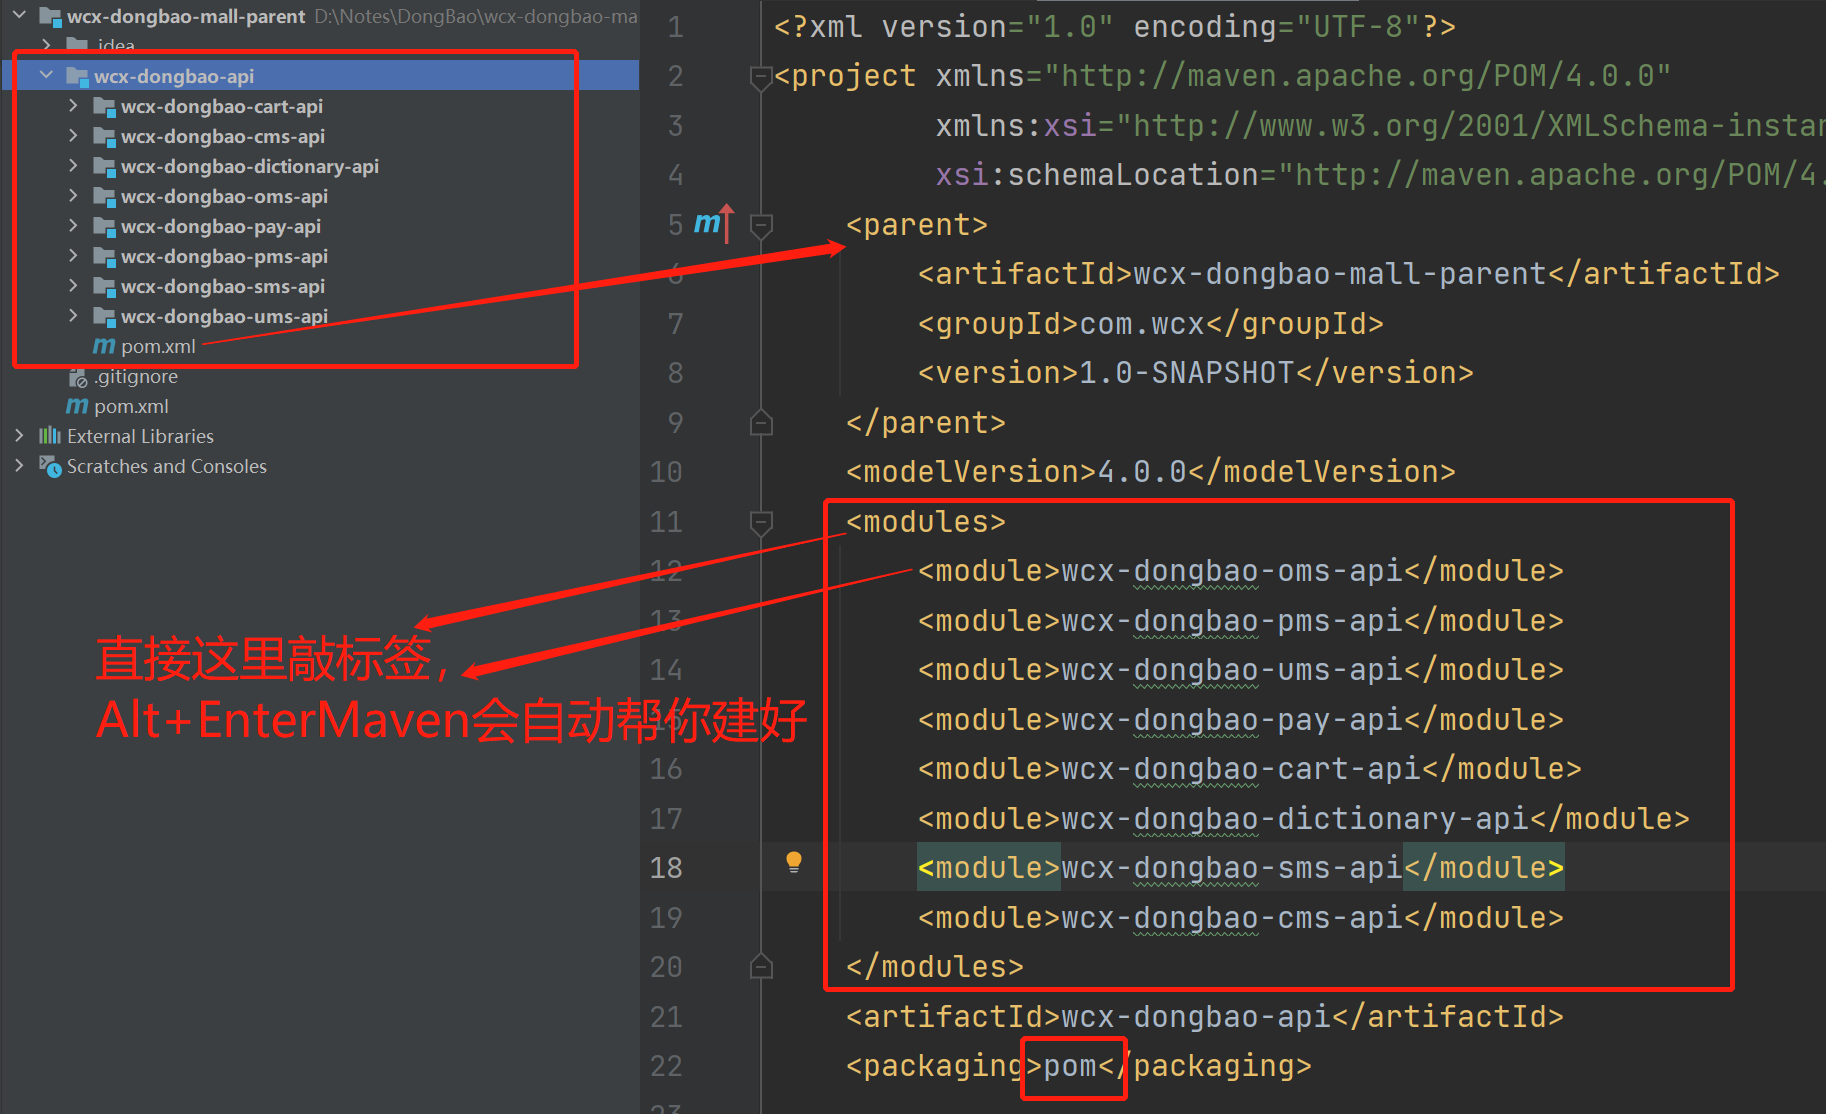 wcx-dongbao-mall-parent D:\Notes\DongBao\wcx-dongbao-ma
.idea
wcx-dongbao-api
wcx-dongbao-cart-api
wcx-dongbao-cms-api
wcx-dongbao-dictionary-api
wcx-dongbao-oms-api
wcx-dongbao-pay-api
wcx-dongbao-pms-api
wcx-dongbao-sms-api
wcx-dongbao-ums-api
pom.xml
.gitignore
pom.xml
External Libraries
Scratches and Consoles
直接这里敲标签，
Alt+EnterMaven会自动帮你建好
1 <?xml version="1.0" encoding="UTF-8"?>
2 <project xmlns="http://maven.apache.org/POM/4.0.0"
3 xmlns:xsi="http://www.w3.org/2001/XMLSchema-instan
4 xsi:schemaLocation="http://maven.apache.org/POM/4.
5 <parent>
6 <artifactId>wcx-dongbao-mall-parent</artifactId>
7 <groupId>com.wcx</groupId>
8 <version>1.0-SNAPSHOT</version>
9 </parent>
10 <modelVersion>4.0.0</modelVersion>
11 <modules>
12 <module>wcx-dongbao-oms-api</module>
13 <module>wcx-dongbao-pms-api</module>
14 <module>wcx-dongbao-ums-api</module>
15 <module>wcx-dongbao-pay-api</module>
16 <module>wcx-dongbao-cart-api</module>
17 <module>wcx-dongbao-dictionary-api</module>
18 <module>wcx-dongbao-sms-api</module>
19 <module>wcx-dongbao-cms-api</module>
20 </modules>
21 <artifactId>wcx-dongbao-api</artifactId>
22 <packaging>pom</packaging>
23